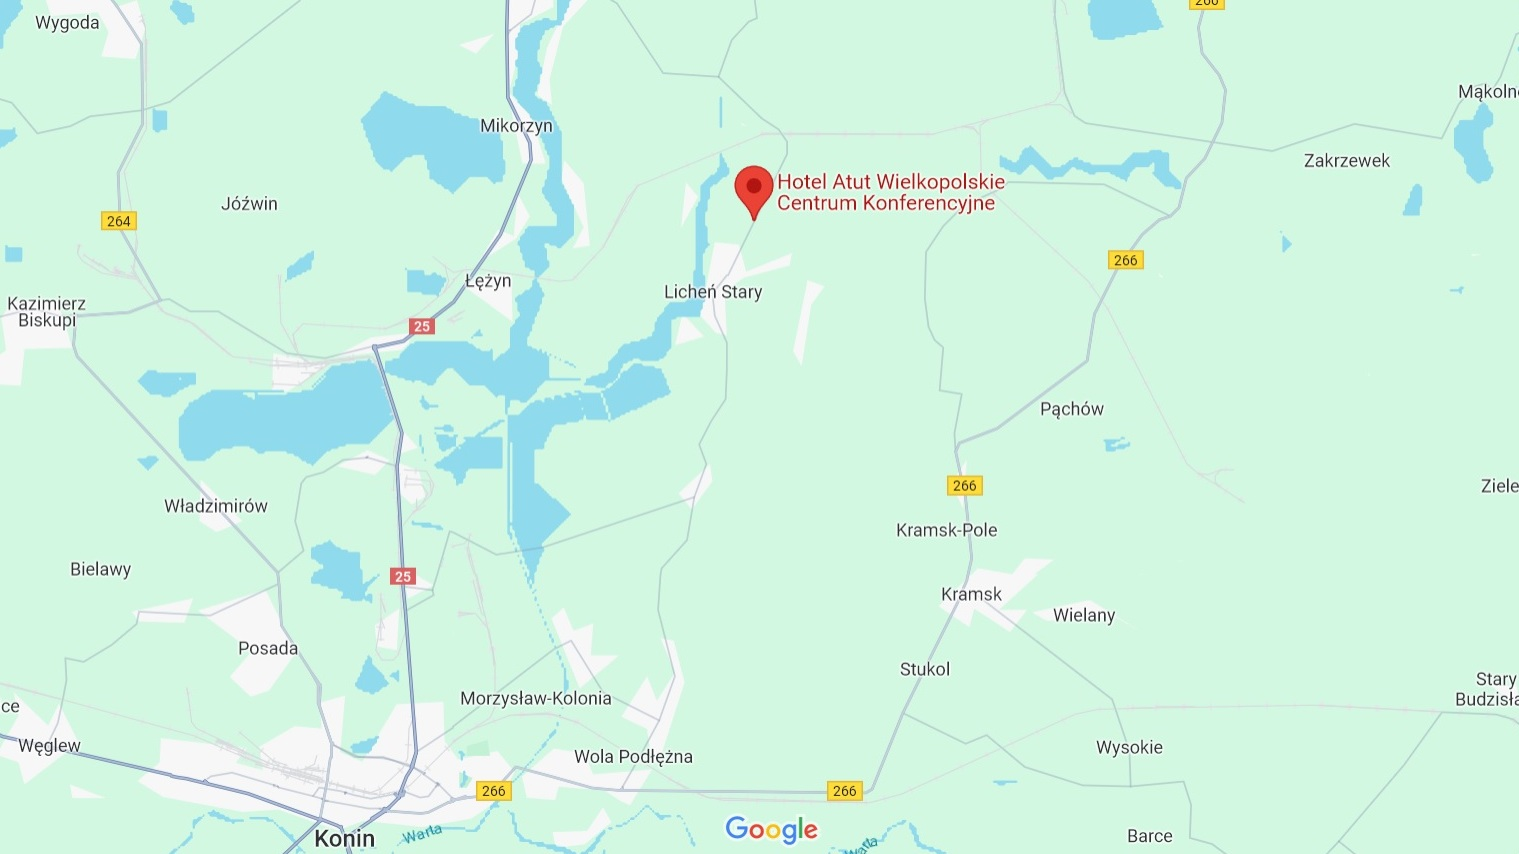 266
Wygoda
Mąkoln
Mikorzyn
Zakrzewek
Hotel Atut Wielkopolskie
Centrum Konferencyjne
Jóźwin
264
266
Łężyn
Licheń Stary
Kazimierz
Biskupi
25
Pąchów
266
Ziele
Władzimirów
Kramsk-Pole
Bielawy
25
Kramsk
Wielany
Posada
Stukol
Stary
Budzisła
Morzysław-Kolonia
ce
Węglew
Wysokie
Wola Podłężna
266
266
Google
Konin
Warta
Warta
Barce